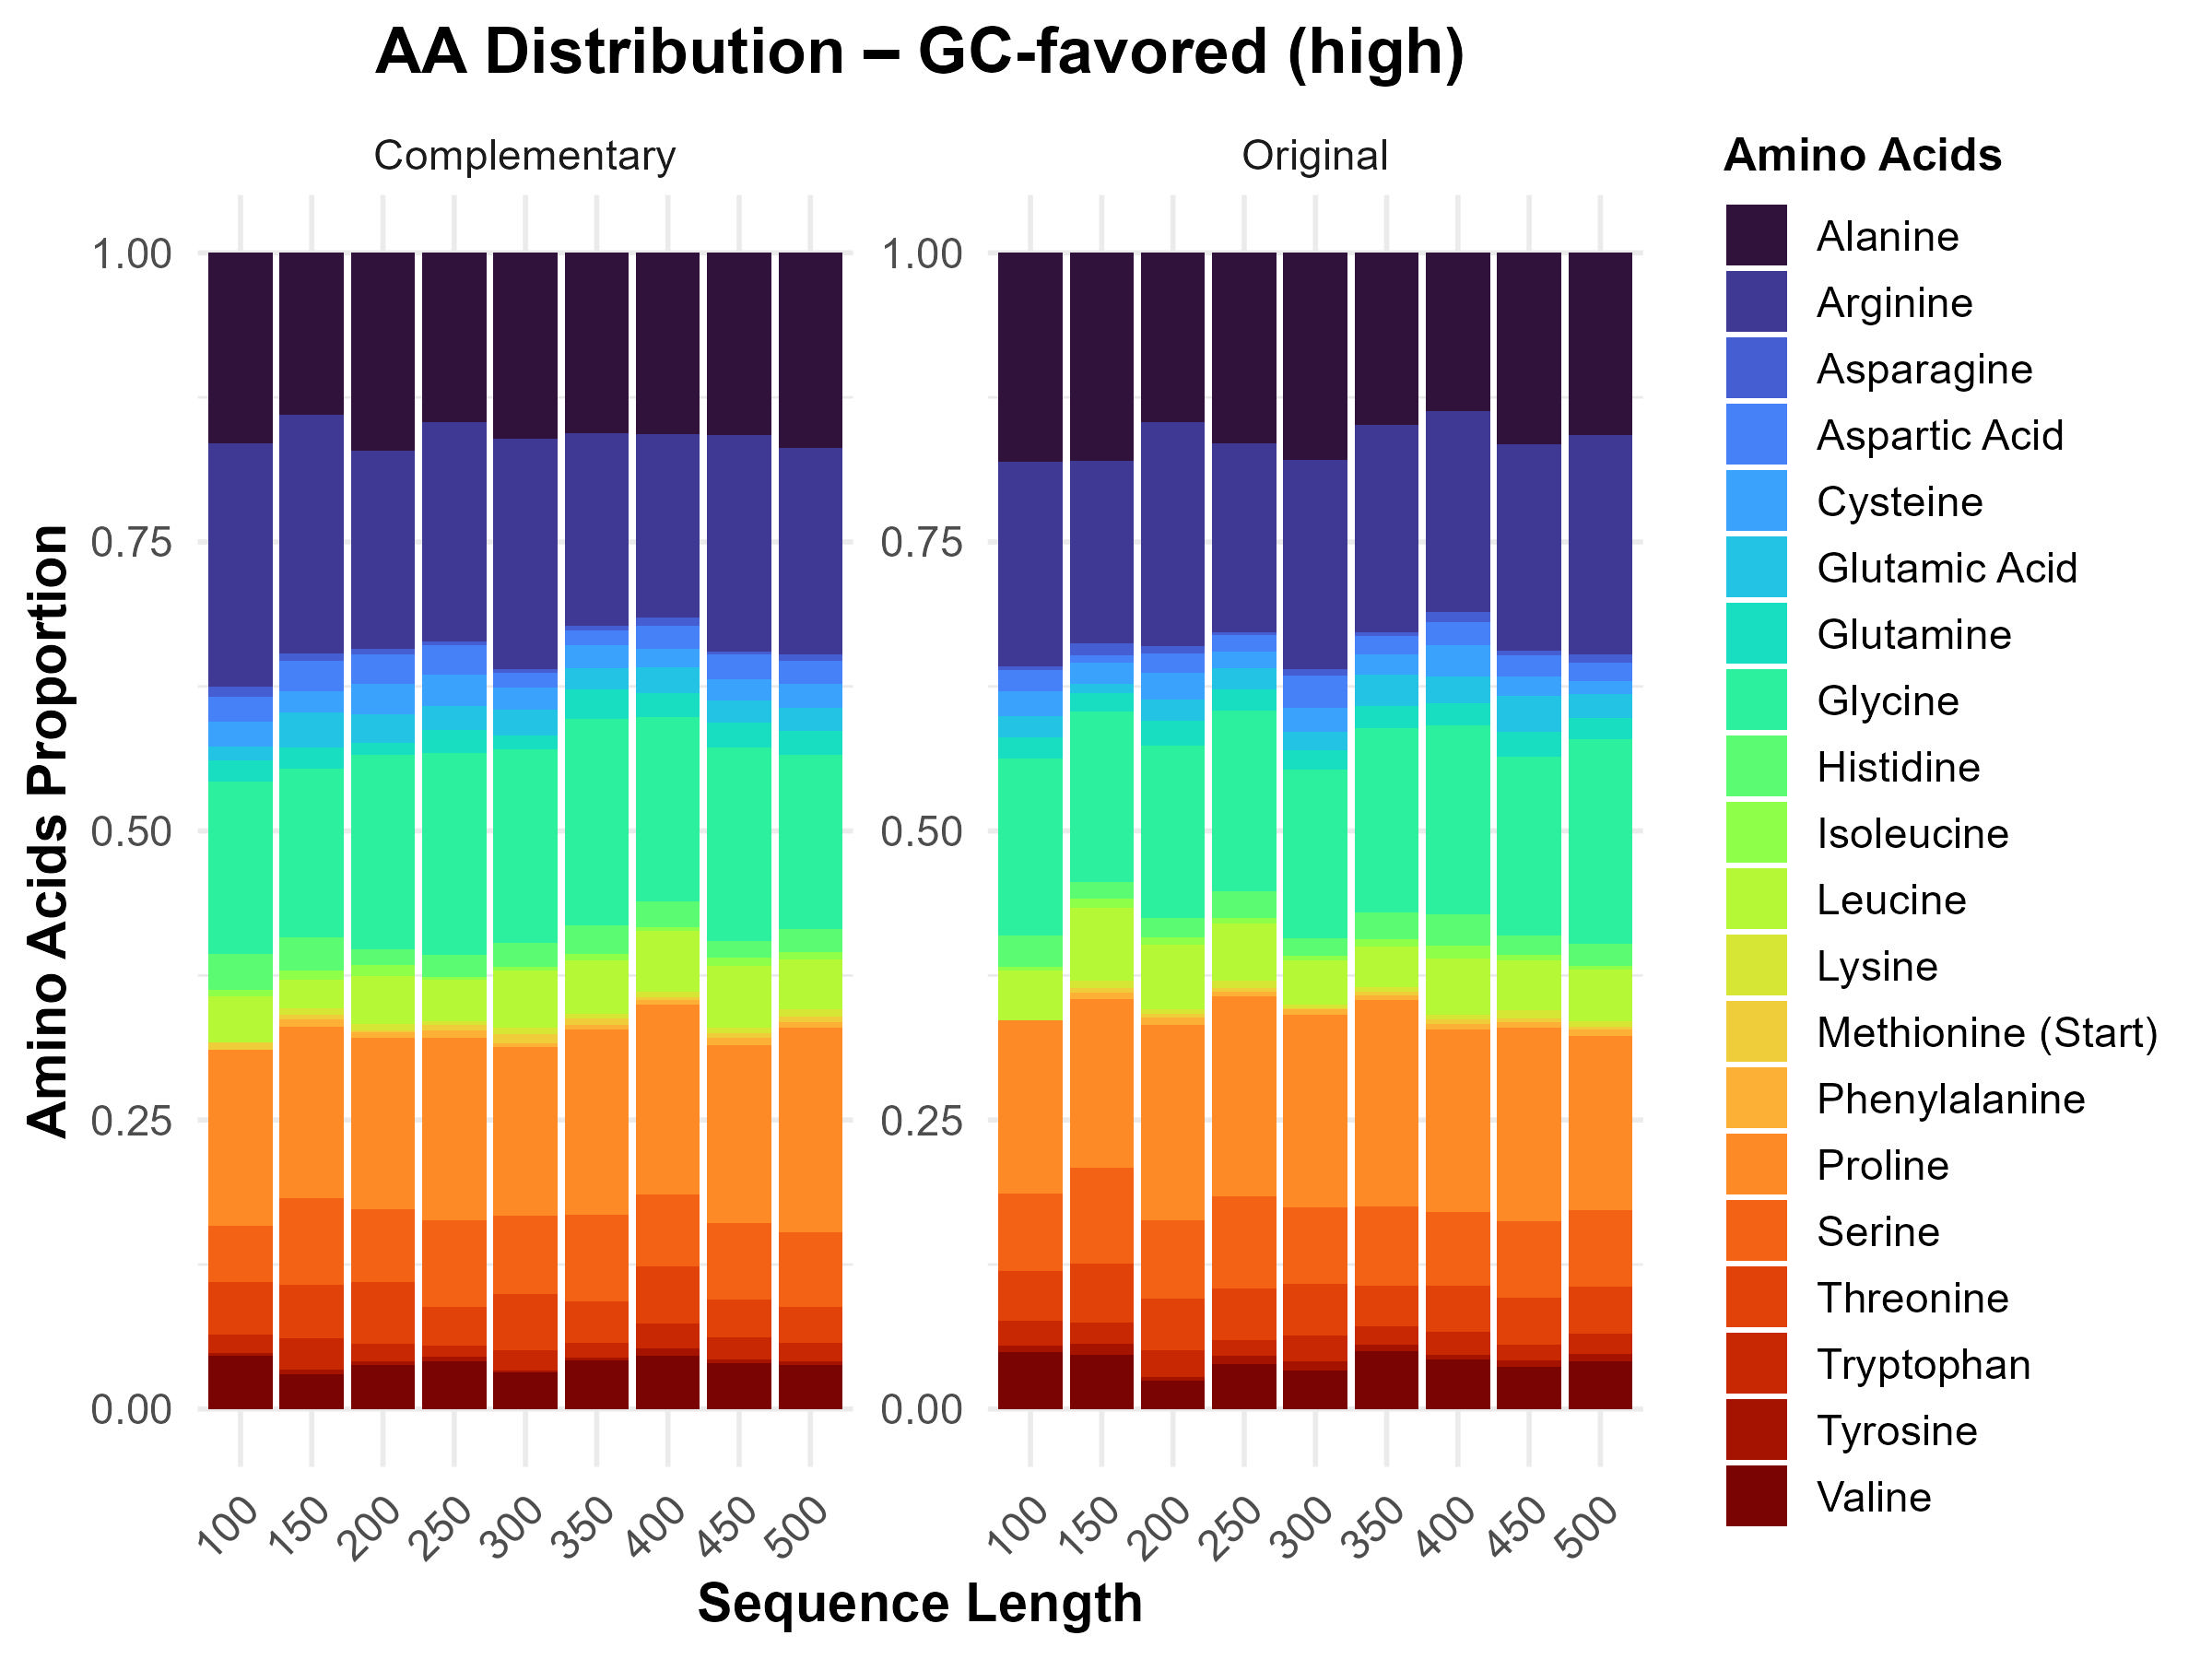 AA Distribution – GC-favored (high)
Complementary
Original
Amino Acids Proportion
1.00
0.75
0.50
0.25
0.00
1.00
0.75
0.50
0.25
0.00
100 150 200 250 300 350 400 450 500
100 150 200 250 300 350 400 450 500
Sequence Length
Amino Acids
Alanine
Arginine
Asparagine
Aspartic Acid
Cysteine
Glutamic Acid
Glutamine
Glycine
Histidine
Isoleucine
Leucine
Lysine
Methionine (Start)
Phenylalanine
Proline
Serine
Threonine
Tryptophan
Tyrosine
Valine